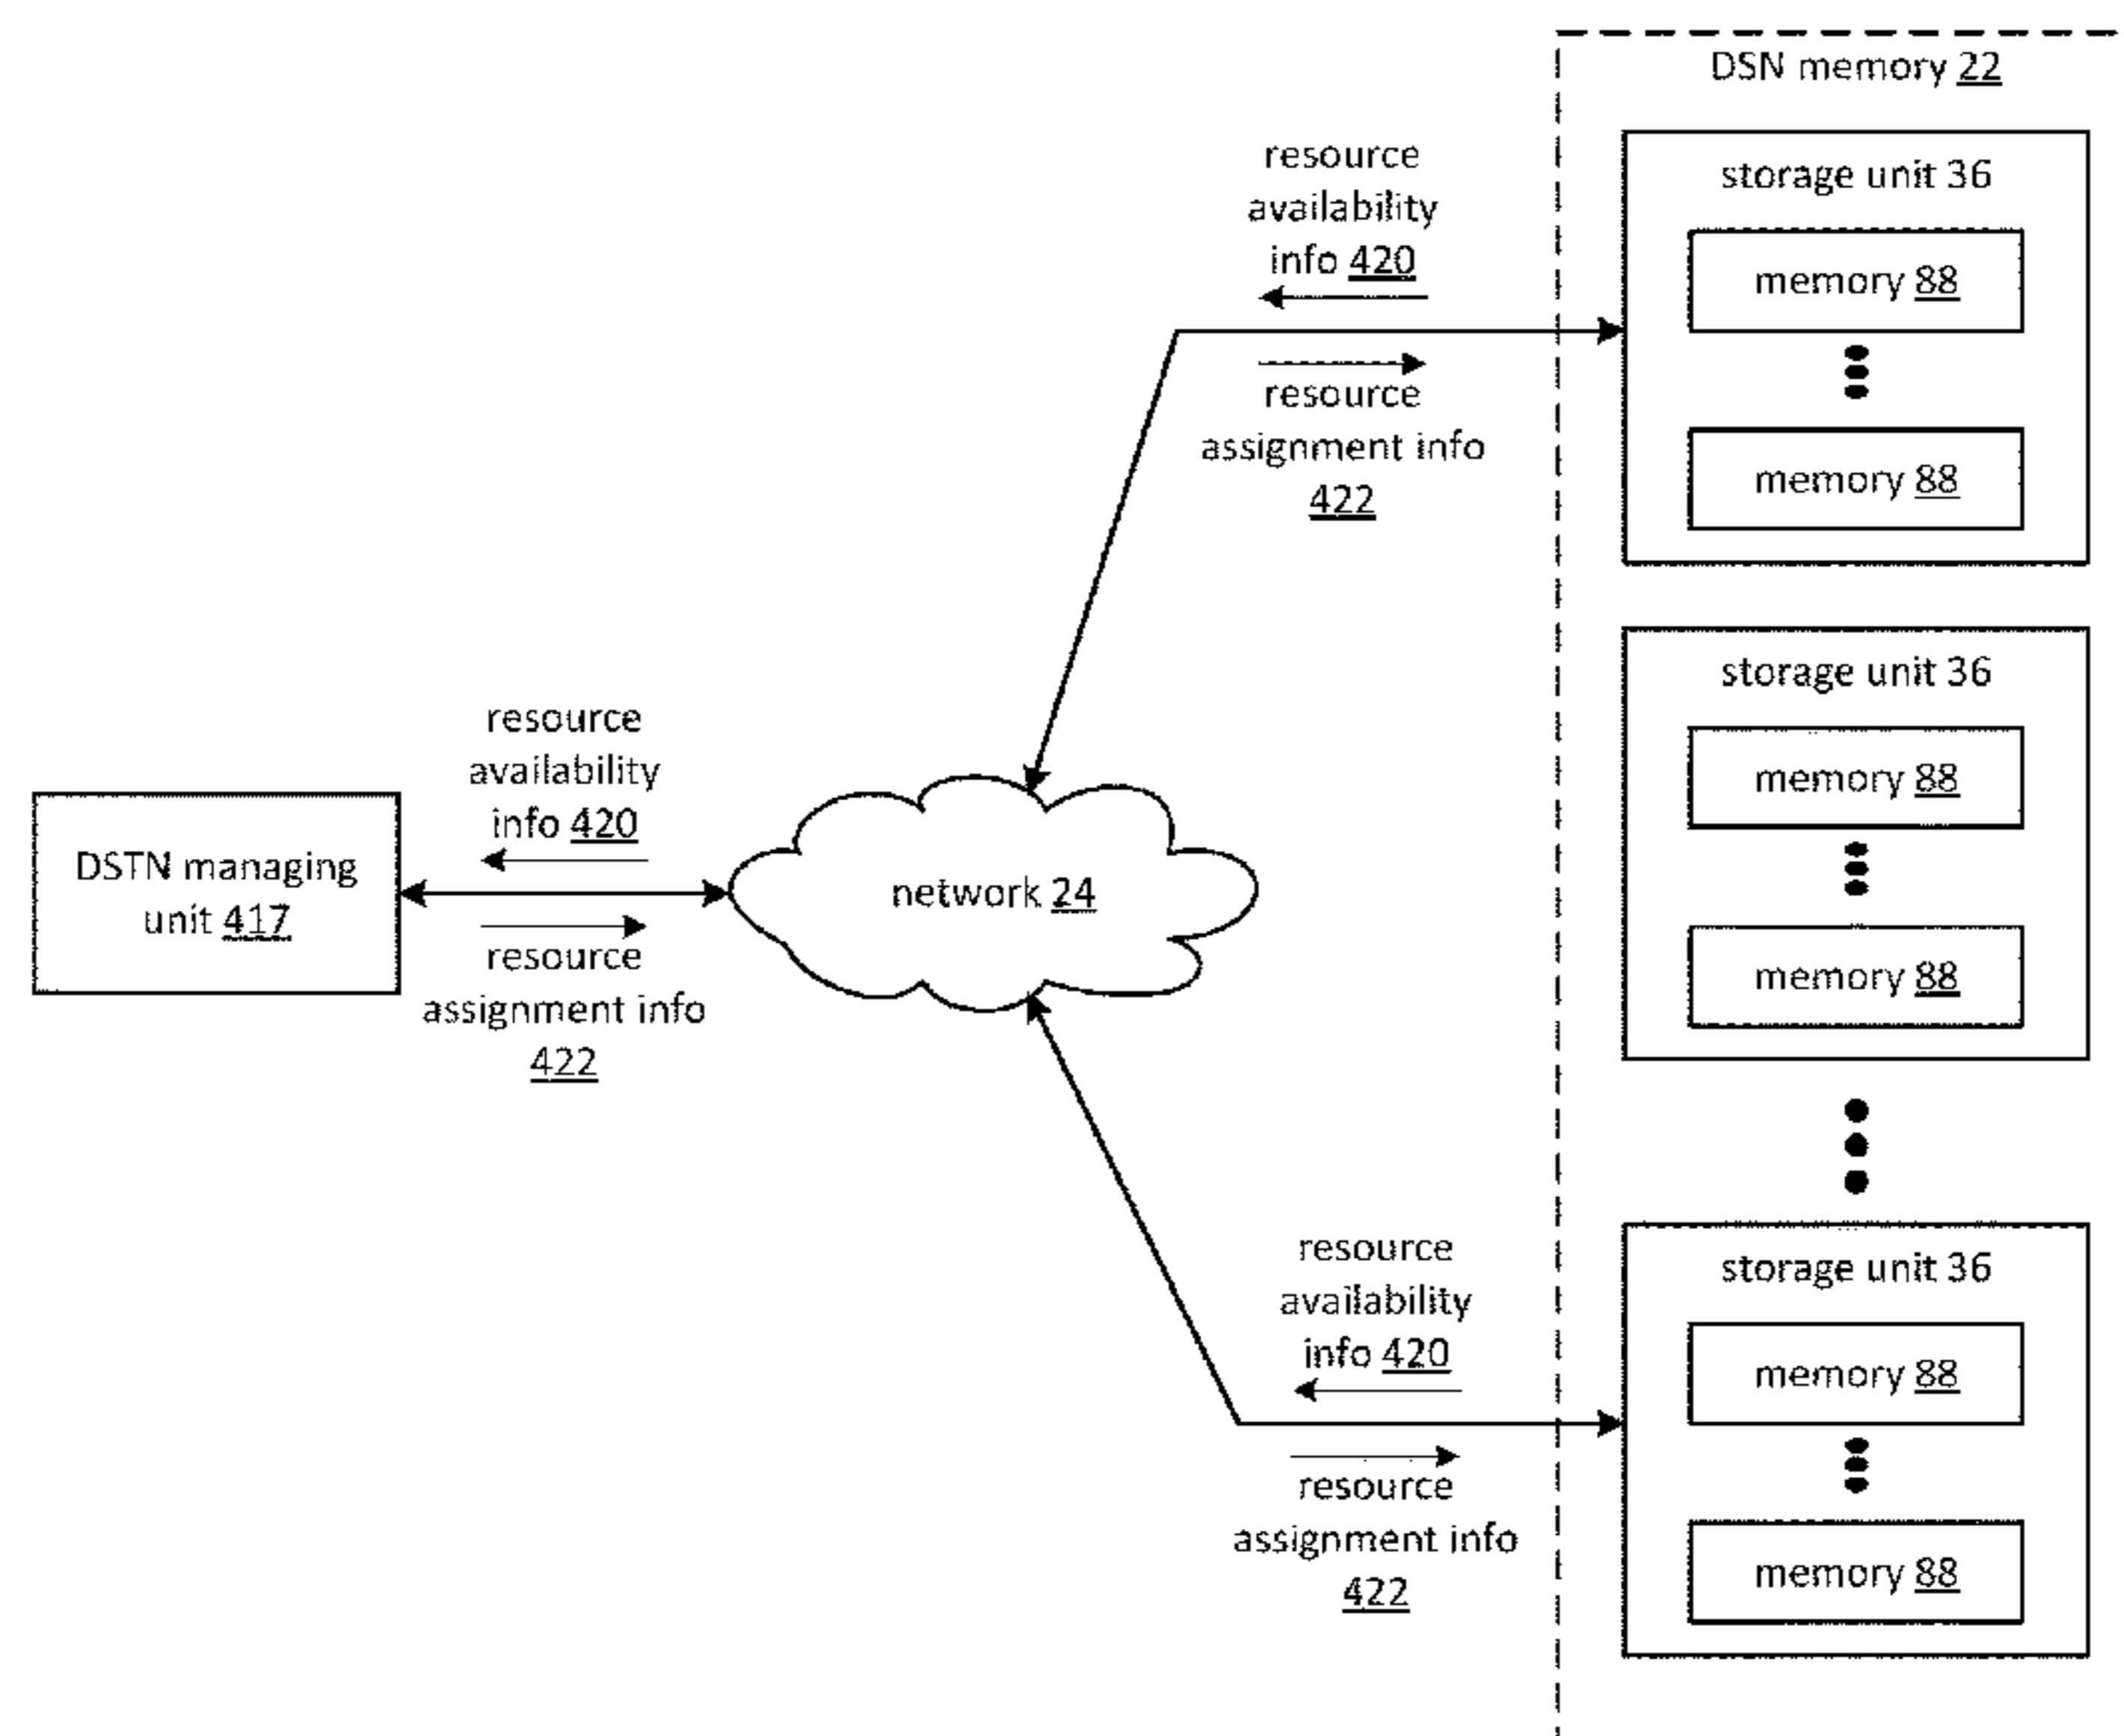 DSN memory 22
resource
availability
info 420
resource
assignment info
422
storage unit 36
memory 88
memory 88
storage unit 36
memory 88
memory 88
resource
availability
info 420
DSTN managing
unit 417
resource
assignment info
422
network 24
resource
availability
info 420
resource
assignment info
422
storage unit 36
memory 88
memory 88